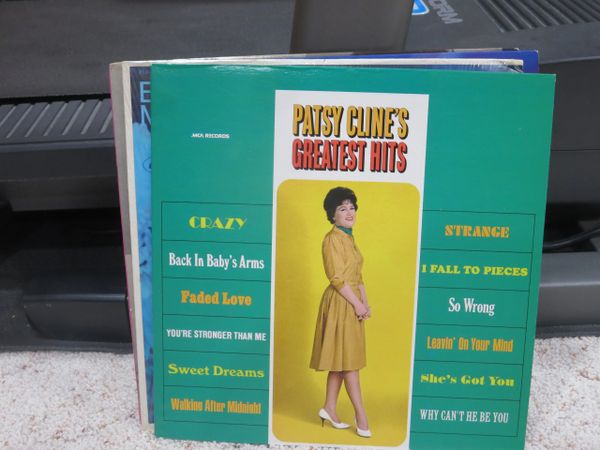 MCA RECORDS
PATSY CLINE'S
GREATEST HITS
CRAZY
Back In Baby's Arms
Faded Love
YOU'RE STRONGER THAN ME
Sweet Dreams
Walking After Midnight
STRANGE
I FALL TO PIECES
So Wrong
Leavin' On Your Mind
She's Got You
WHY CAN'T HE BE YOU